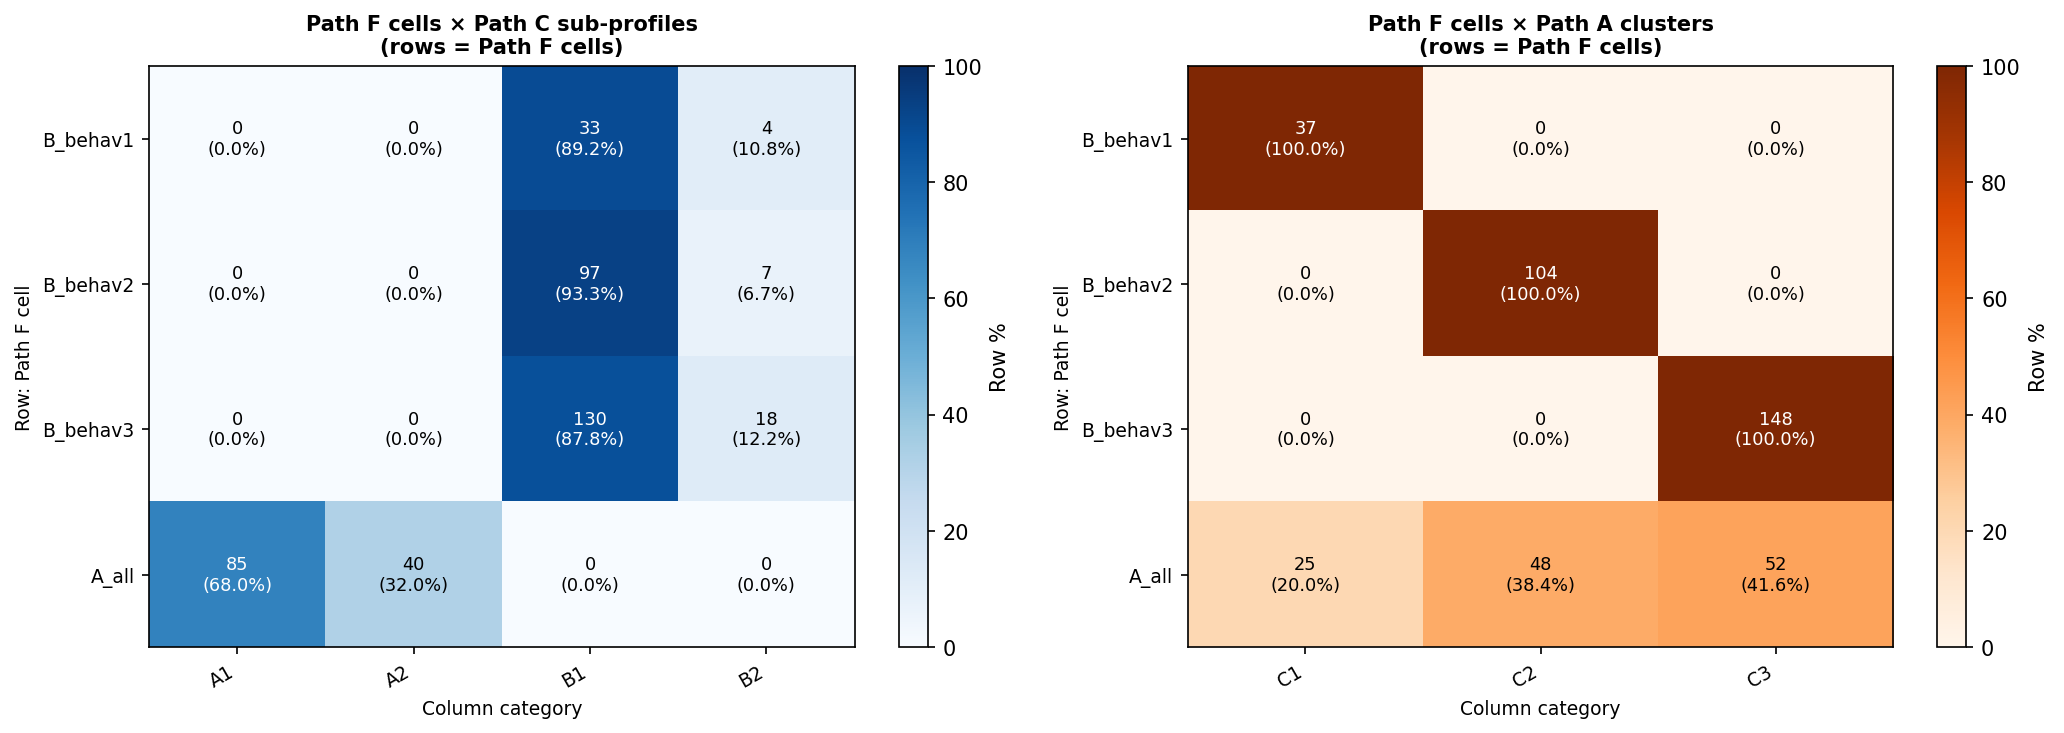 Path F cells × Path C sub-profiles
(rows = Path F cells)
Row: Path F cell
B_behav1
0
(0.0%)
0
(0.0%)
33
(89.2%)
4
(10.8%)
B_behav2
0
(0.0%)
0
(0.0%)
97
(93.3%)
7
(6.7%)
B_behav3
0
(0.0%)
0
(0.0%)
130
(87.8%)
18
(12.2%)
A_all
85
(68.0%)
40
(32.0%)
0
(0.0%)
0
(0.0%)
A1
A2
B1
B2
Column category
100
80
60
40
20
0
Row %
Path F cells × Path A clusters
(rows = Path F cells)
Row: Path F cell
B_behav1
37
(100.0%)
0
(0.0%)
0
(0.0%)
B_behav2
0
(0.0%)
104
(100.0%)
0
(0.0%)
B_behav3
0
(0.0%)
0
(0.0%)
148
(100.0%)
A_all
25
(20.0%)
48
(38.4%)
52
(41.6%)
C1
C2
C3
Column category
100
80
60
40
20
0
Row %